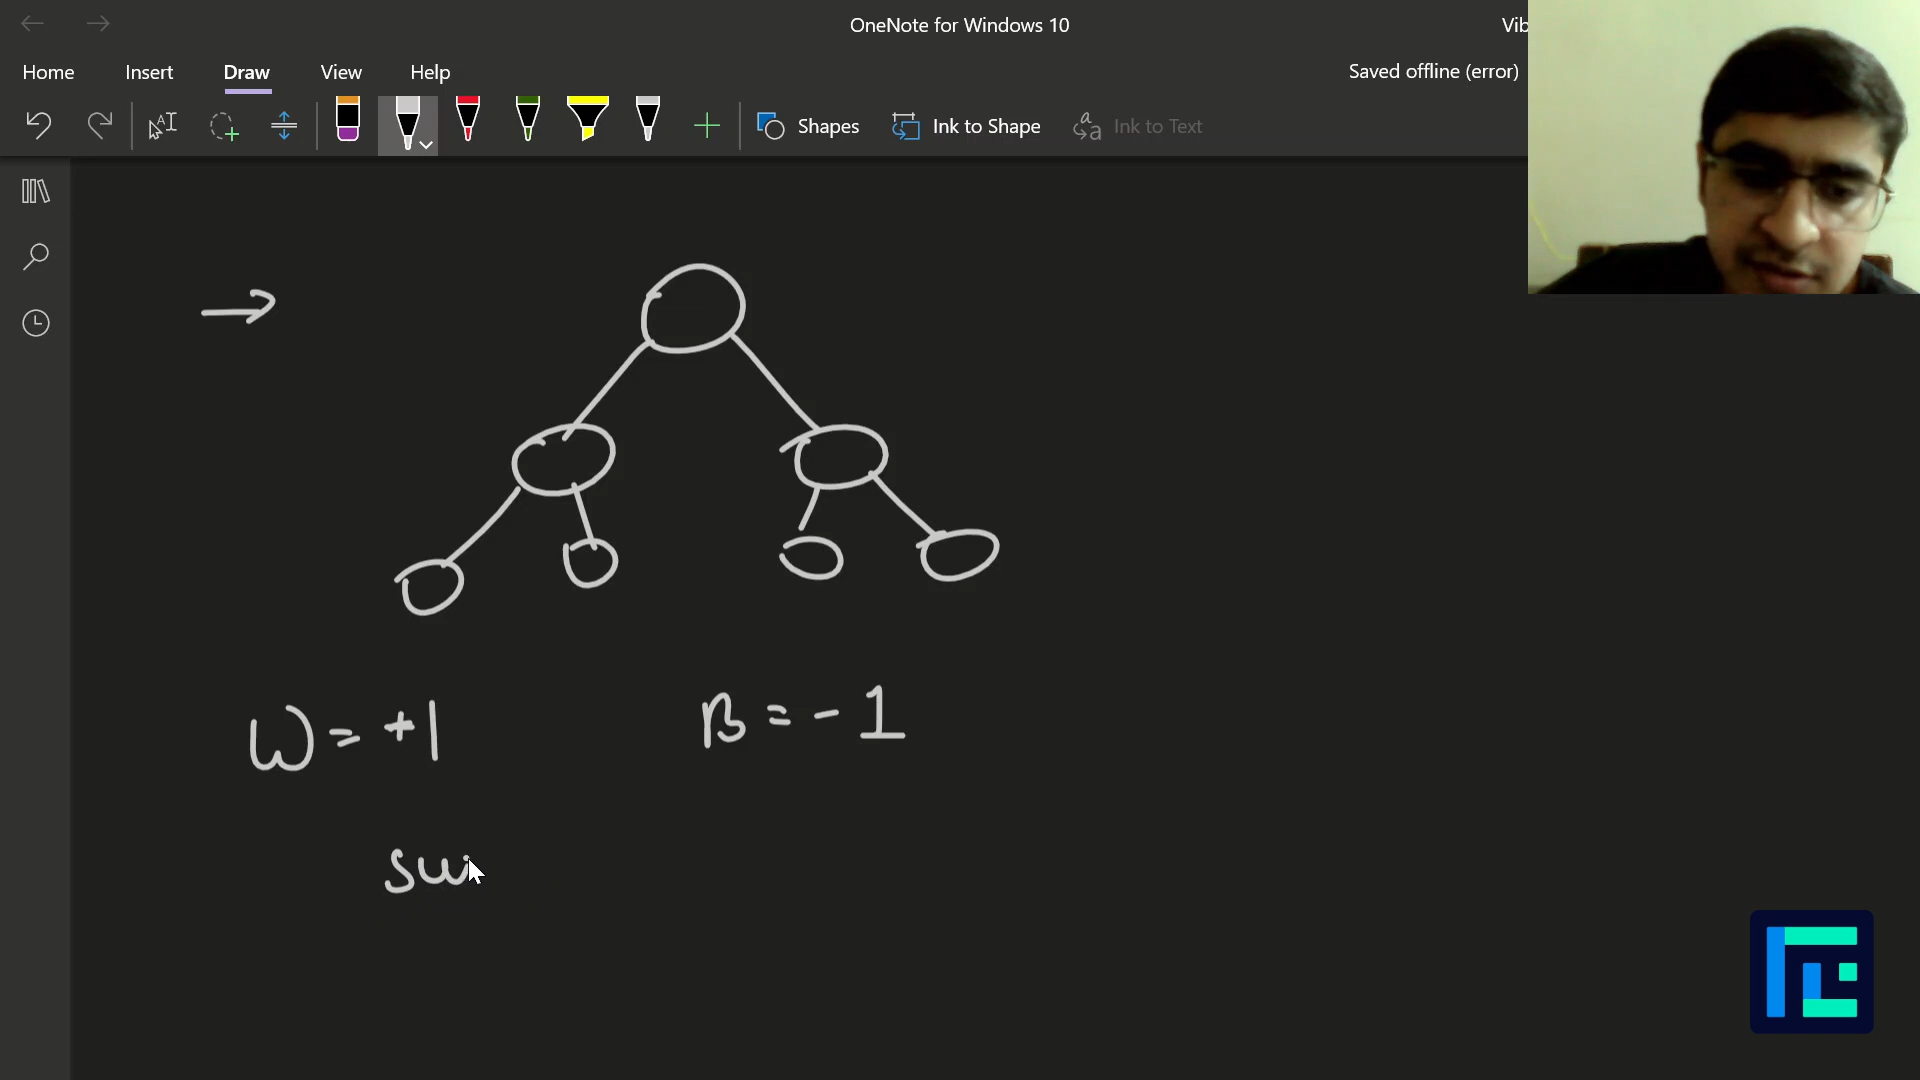 OneNote for Windows 10
Vib
Home Insert Draw View Help
Saved offline (error)
Shapes Ink to Shape Ink to Text
W = +1
B = - 1